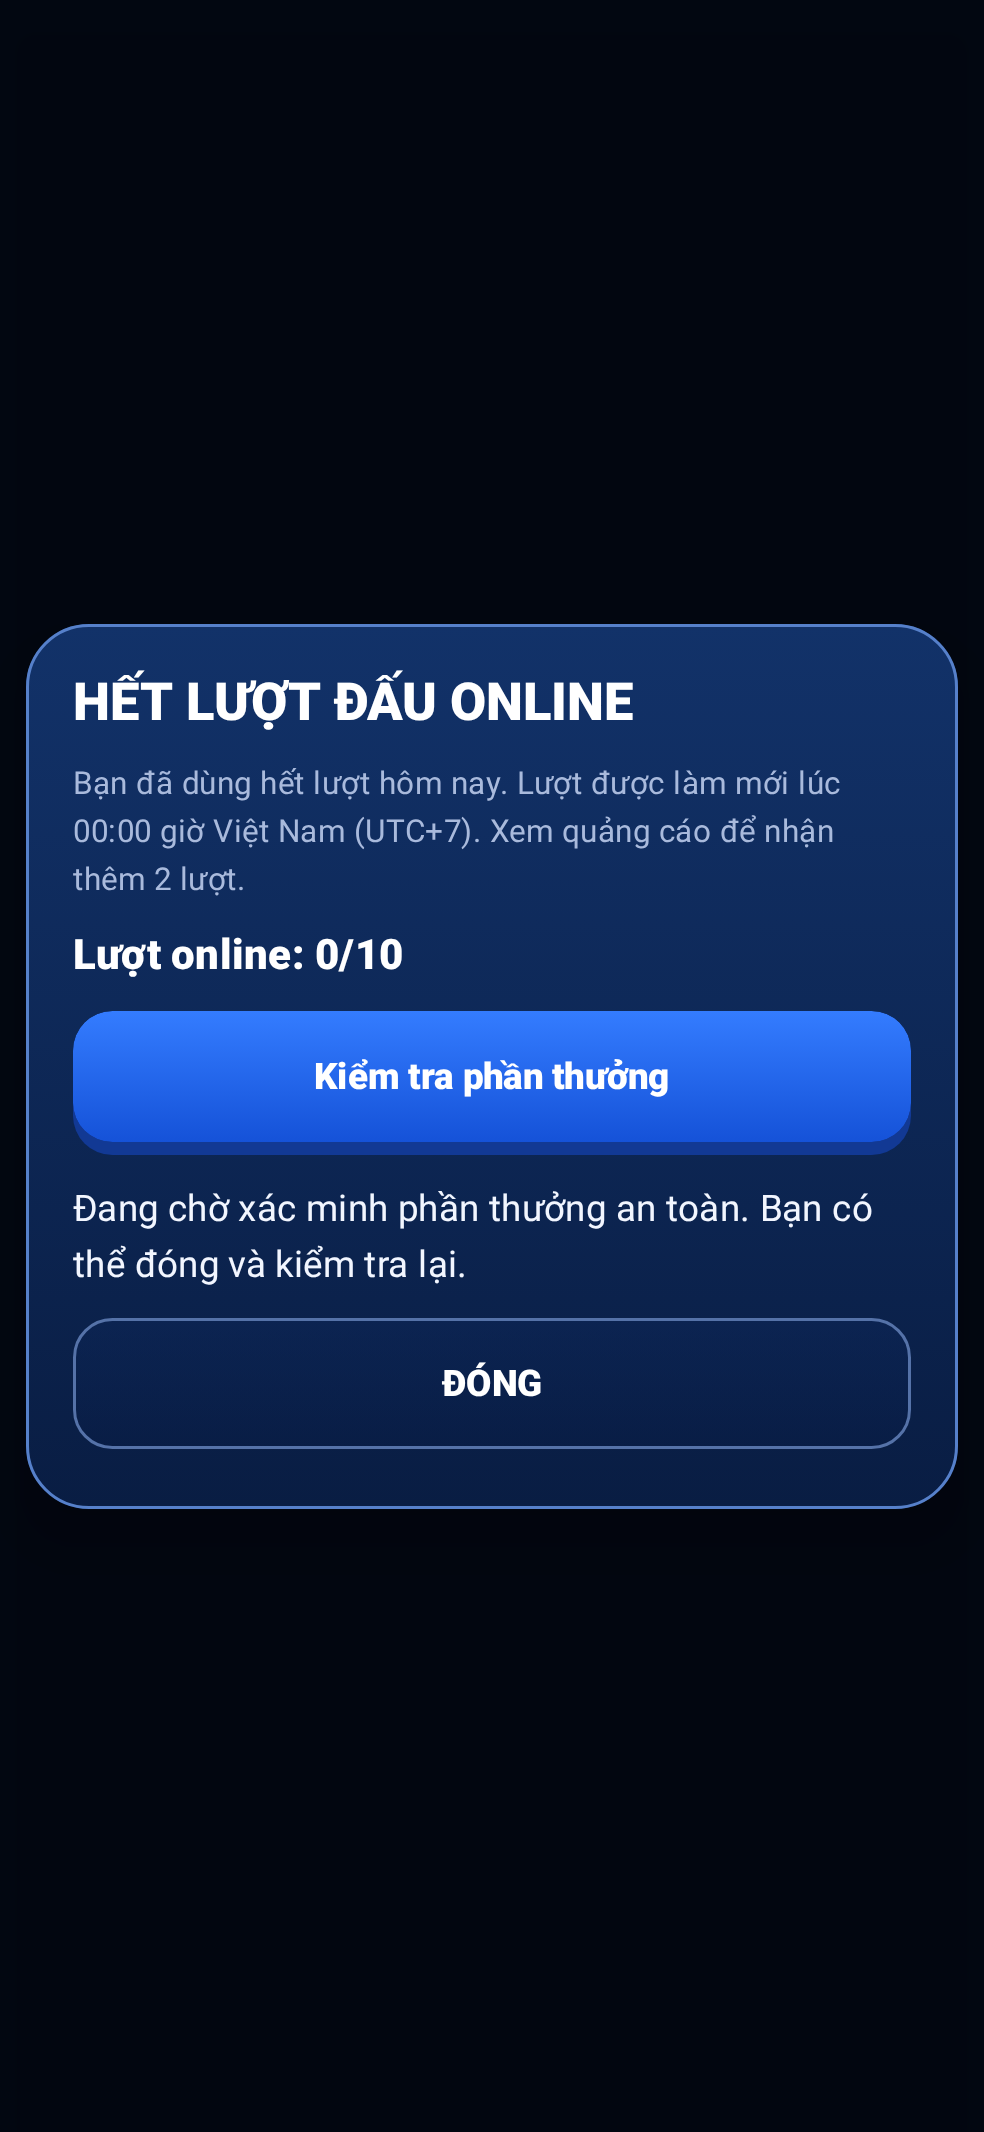 HẾT LƯỢT ĐẤU ONLINE
Bạn đã dùng hết lượt hôm nay. Lượt được làm mới lúc
00:00 giờ Việt Nam (UTC+7). Xem quảng cáo để nhận
thêm 2 lượt.
Lượt online: 0/10
Kiểm tra phần thưởng
Đang chờ xác minh phần thưởng an toàn. Bạn có
thể đóng và kiểm tra lại.
ĐÓNG